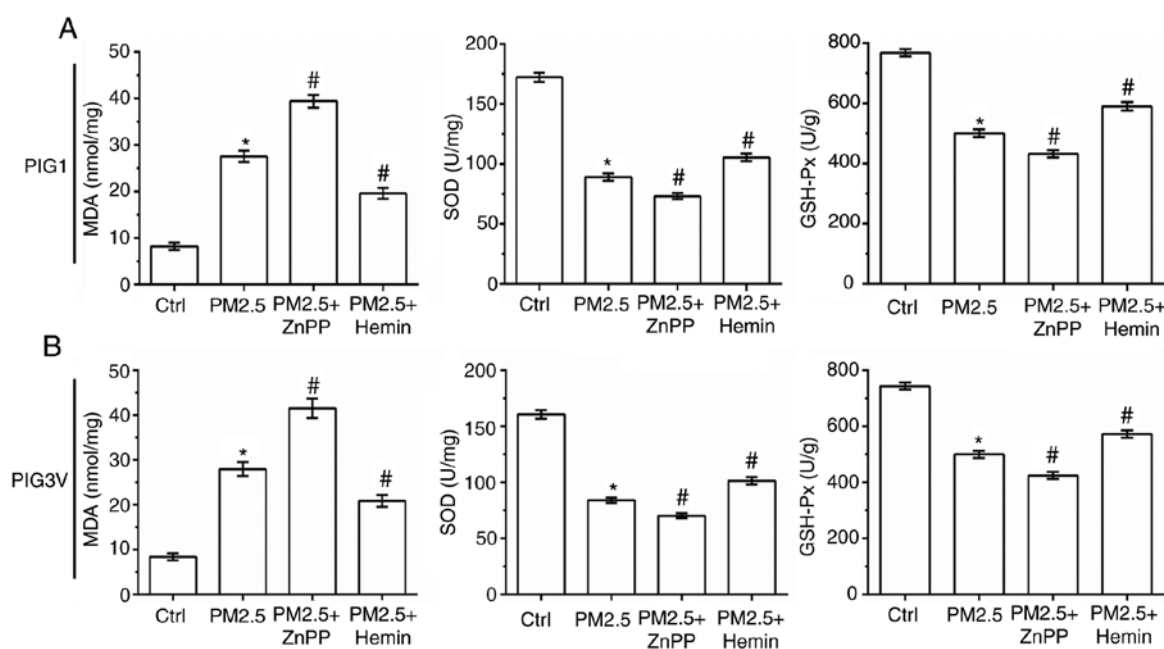 A
PIG1
MDA (nmol/mg)
50
40
30
20
10
0
*
#
#
Ctrl
PM2.5
PM2.5+
ZnPP
PM2.5+
Hemin
SOD (U/mg)
200
150
100
50
0
*
#
#
Ctrl
PM2.5
PM2.5+
ZnPP
PM2.5+
Hemin
GSH-Px (U/g)
800
600
400
200
0
*
#
#
Ctrl
PM2.5
PM2.5+
ZnPP
PM2.5+
Hemin
B
PIG3V
MDA (nmol/mg)
50
40
30
20
10
0
*
#
#
Ctrl
PM2.5
PM2.5+
ZnPP
PM2.5+
Hemin
SOD (U/mg)
200
150
100
50
0
*
#
#
Ctrl
PM2.5
PM2.5+
ZnPP
PM2.5+
Hemin
GSH-Px (U/g)
800
600
400
200
0
*
#
#
Ctrl
PM2.5
PM2.5+
ZnPP
PM2.5+
Hemin